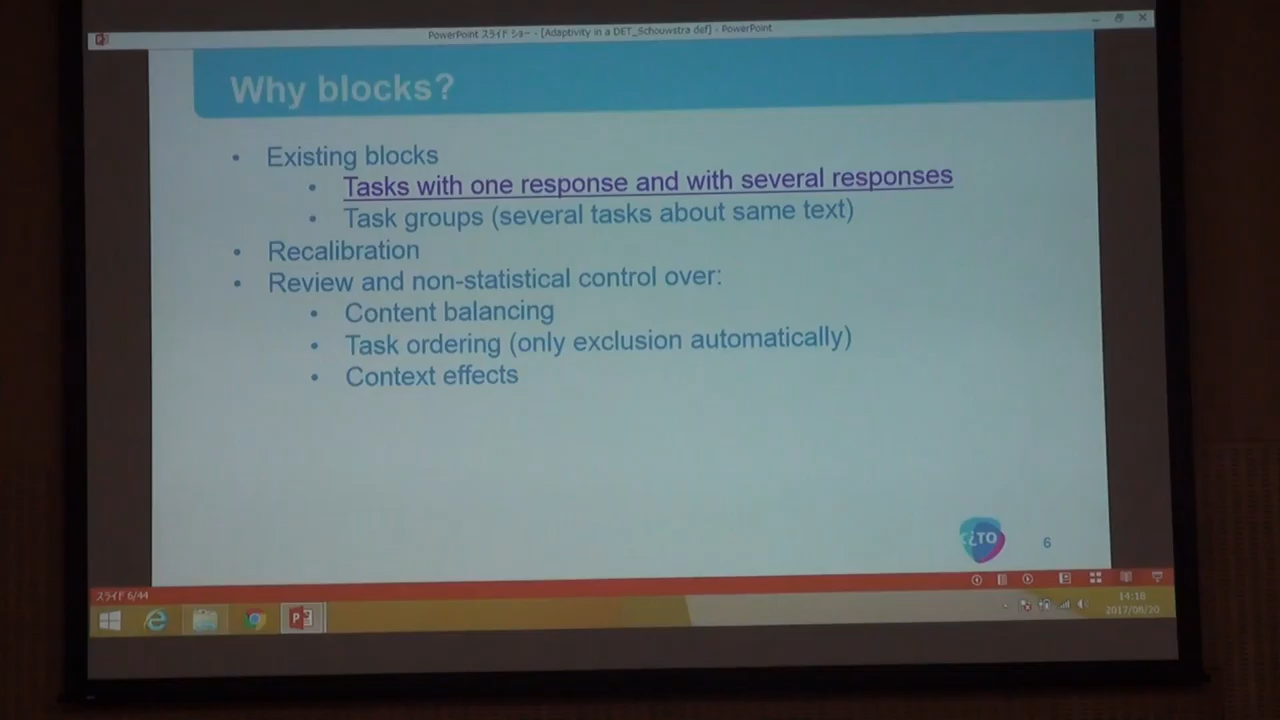 PowerPoint スライド ショー - [Adaptivity in a DET_Schouwstra def] - PowerPoint
Why blocks?
• Existing blocks
• Tasks with one response and with several responses
• Task groups (several tasks about same text)
• Recalibration
• Review and non-statistical control over:
• Content balancing
• Task ordering (only exclusion automatically)
• Context effects
CiTO
6
スライド 6/44
14:18
2017/08/20